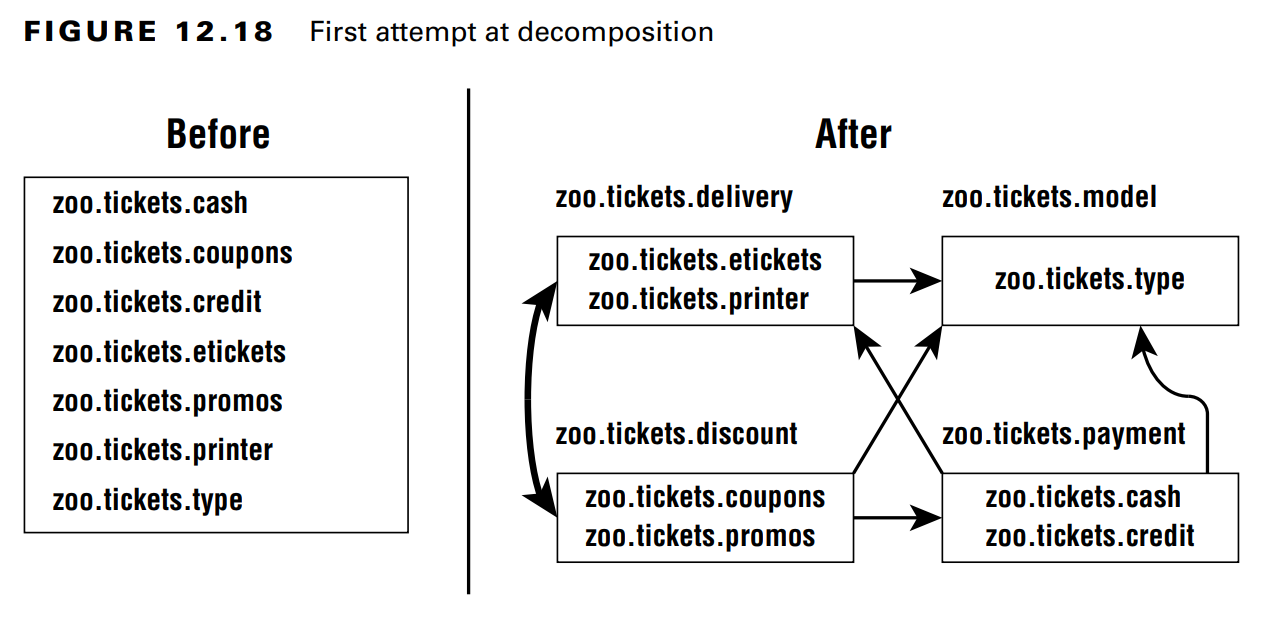 FIGURE 12.18 First attempt at decomposition
Before
zoo.tickets.cash
zoo.tickets.coupons
zoo.tickets.credit
zoo.tickets.etickets
zoo.tickets.promos
zoo.tickets.printer
zoo.tickets.type
After
zoo.tickets.delivery
zoo.tickets.etickets
zoo.tickets.printer
zoo.tickets.model
zoo.tickets.type
zoo.tickets.discount
zoo.tickets.coupons
zoo.tickets.promos
zoo.tickets.payment
zoo.tickets.cash
zoo.tickets.credit